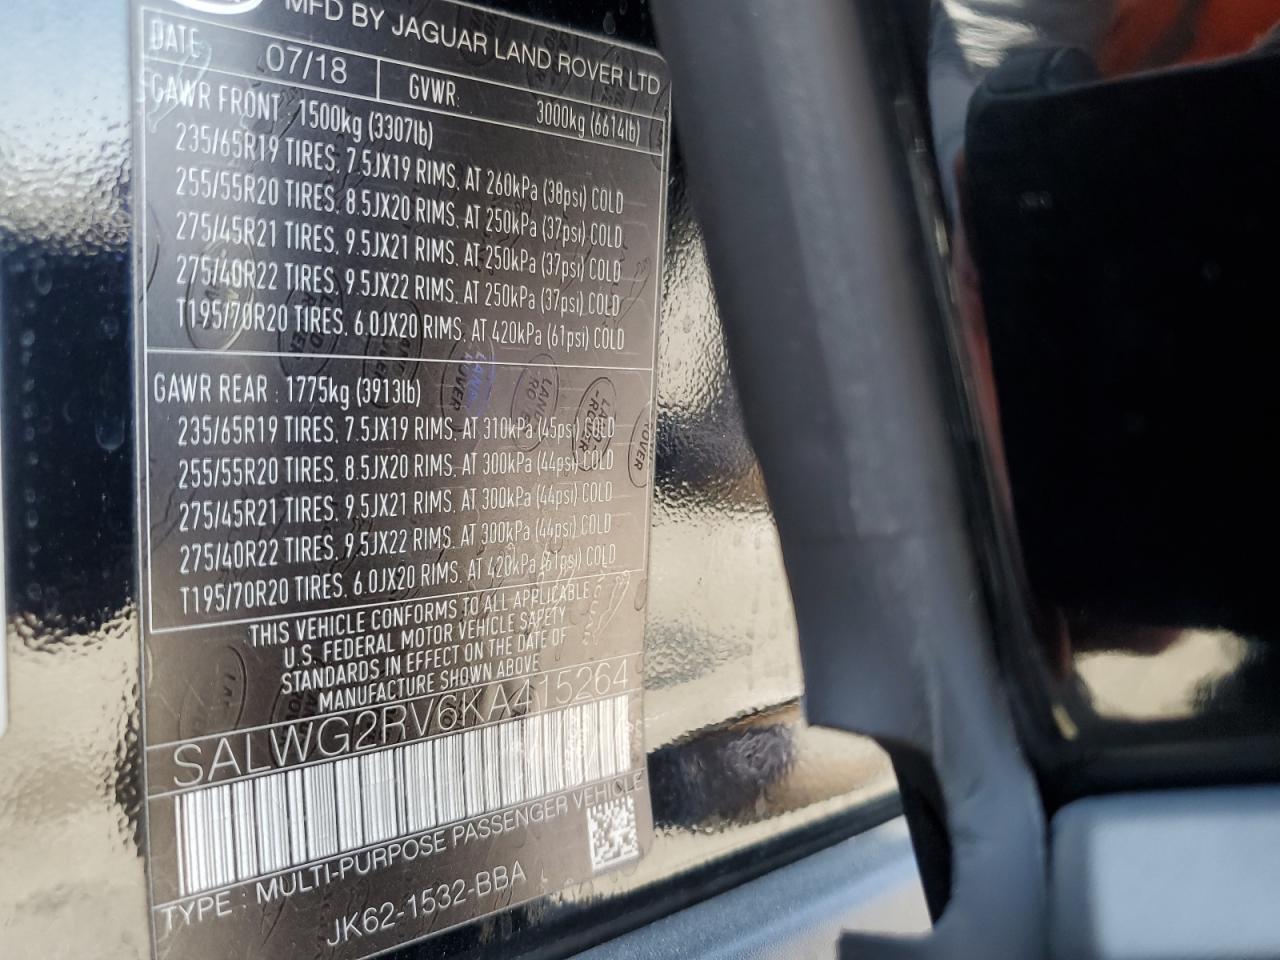 MFD BY JAGUAR LAND ROVER LTD
DATE 07/18 GVWR: 3000kg (6614lb)
GAWR FRONT : 1500kg (3307lb)
235/65R19 TIRES, 7.5JX19 RIMS, AT 260kPa (38psi) COLD
255/55R20 TIRES, 8.5JX20 RIMS, AT 250kPa (37psi) COLD
275/45R21 TIRES, 9.5JX21 RIMS, AT 250kPa (37psi) COLD
275/40R22 TIRES, 9.5JX22 RIMS, AT 250kPa (37psi) COLD
T195/70R20 TIRES, 6.0JX20 RIMS, AT 420kPa (61psi) COLD
GAWR REAR : 1775kg (3913lb)
235/65R19 TIRES, 7.5JX19 RIMS, AT 310kPa (45psi) COLD
255/55R20 TIRES, 8.5JX20 RIMS, AT 300kPa (44psi) COLD
275/45R21 TIRES, 9.5JX21 RIMS, AT 300kPa (44psi) COLD
275/40R22 TIRES, 9.5JX22 RIMS, AT 300kPa (44psi) COLD
T195/70R20 TIRES, 6.0JX20 RIMS, AT 420kPa (61psi) COLD
THIS VEHICLE CONFORMS TO ALL APPLICABLE
U.S. FEDERAL MOTOR VEHICLE SAFETY
STANDARDS IN EFFECT ON THE DATE OF
MANUFACTURE SHOWN ABOVE
SALWG2RV6KA415264
TYPE : MULTI-PURPOSE PASSENGER VEHICLE
JK62-1532-BBA